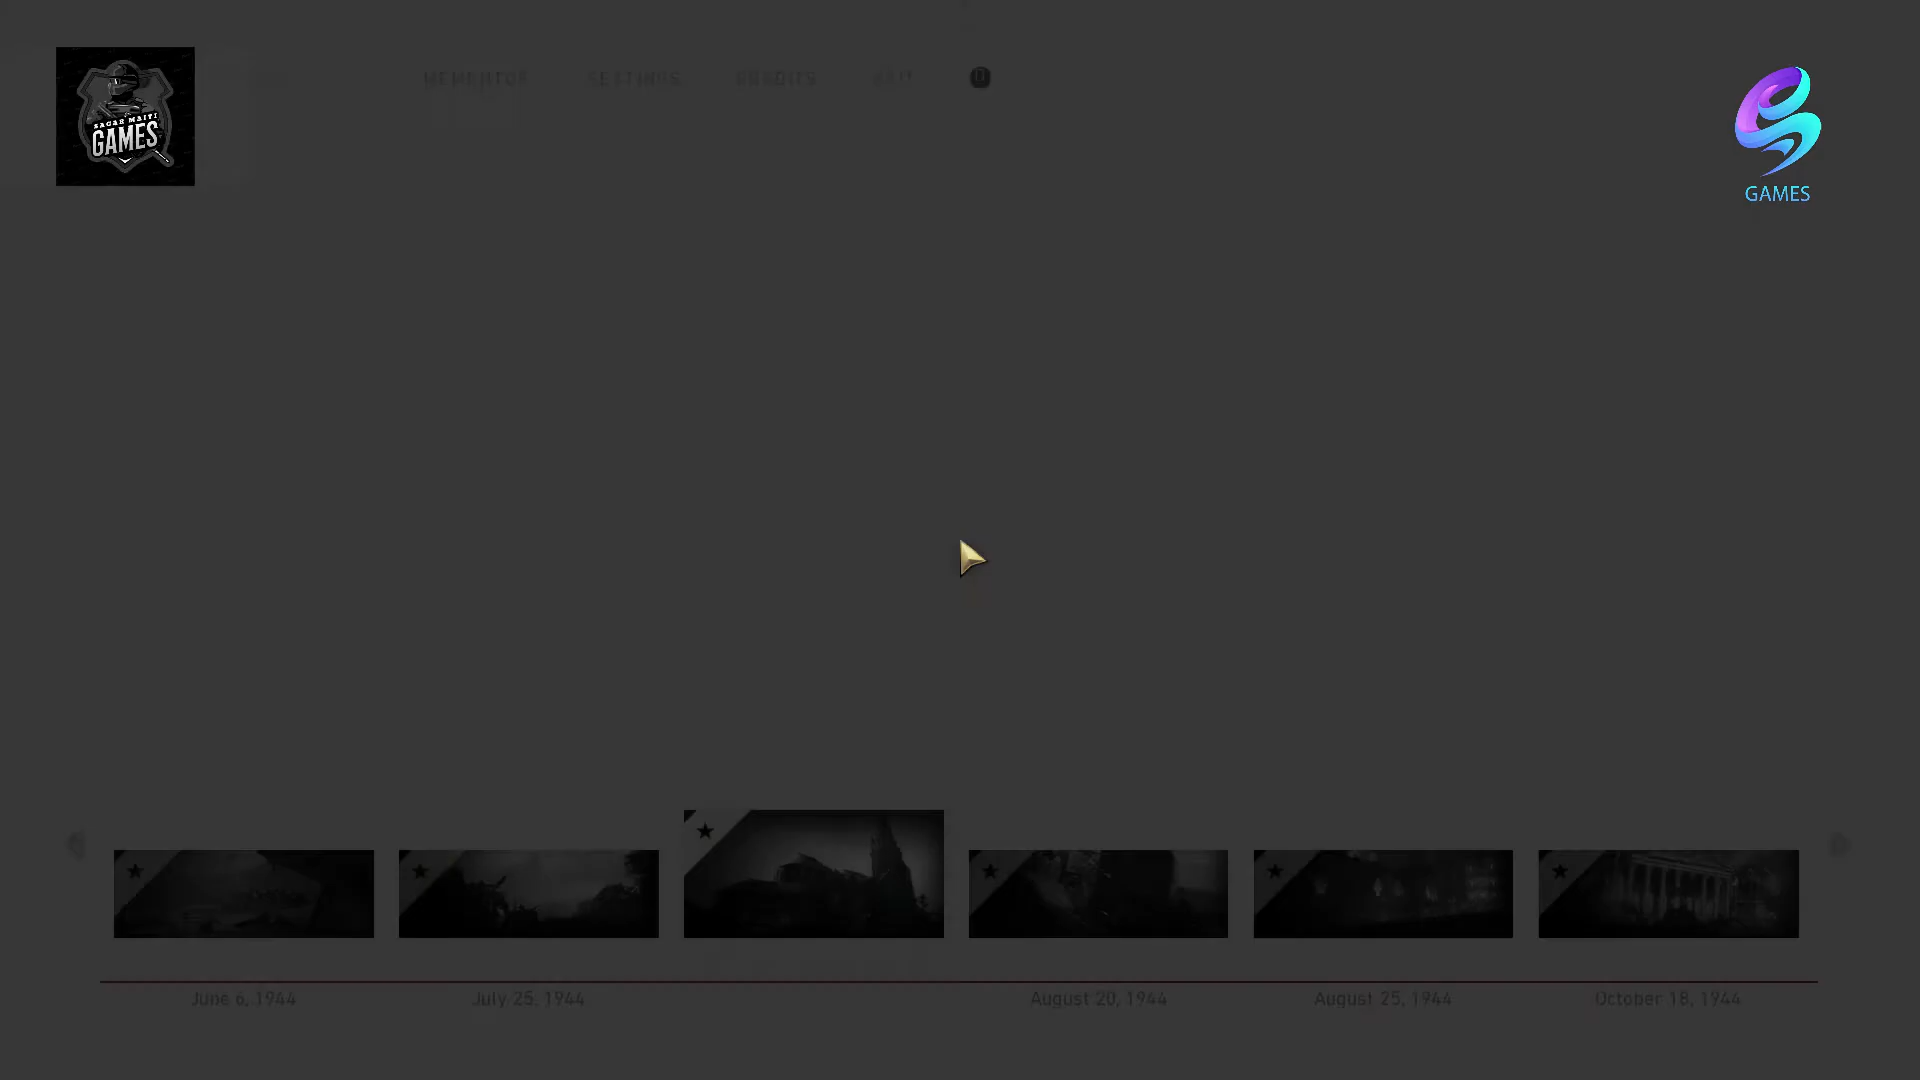 SAGAR MAITI
GAMES
MEMENTOS
SETTINGS
CREDITS
GAMES
June 6, 1944
July 25, 1944
August 20, 1944
August 25, 1944
October 18, 1944